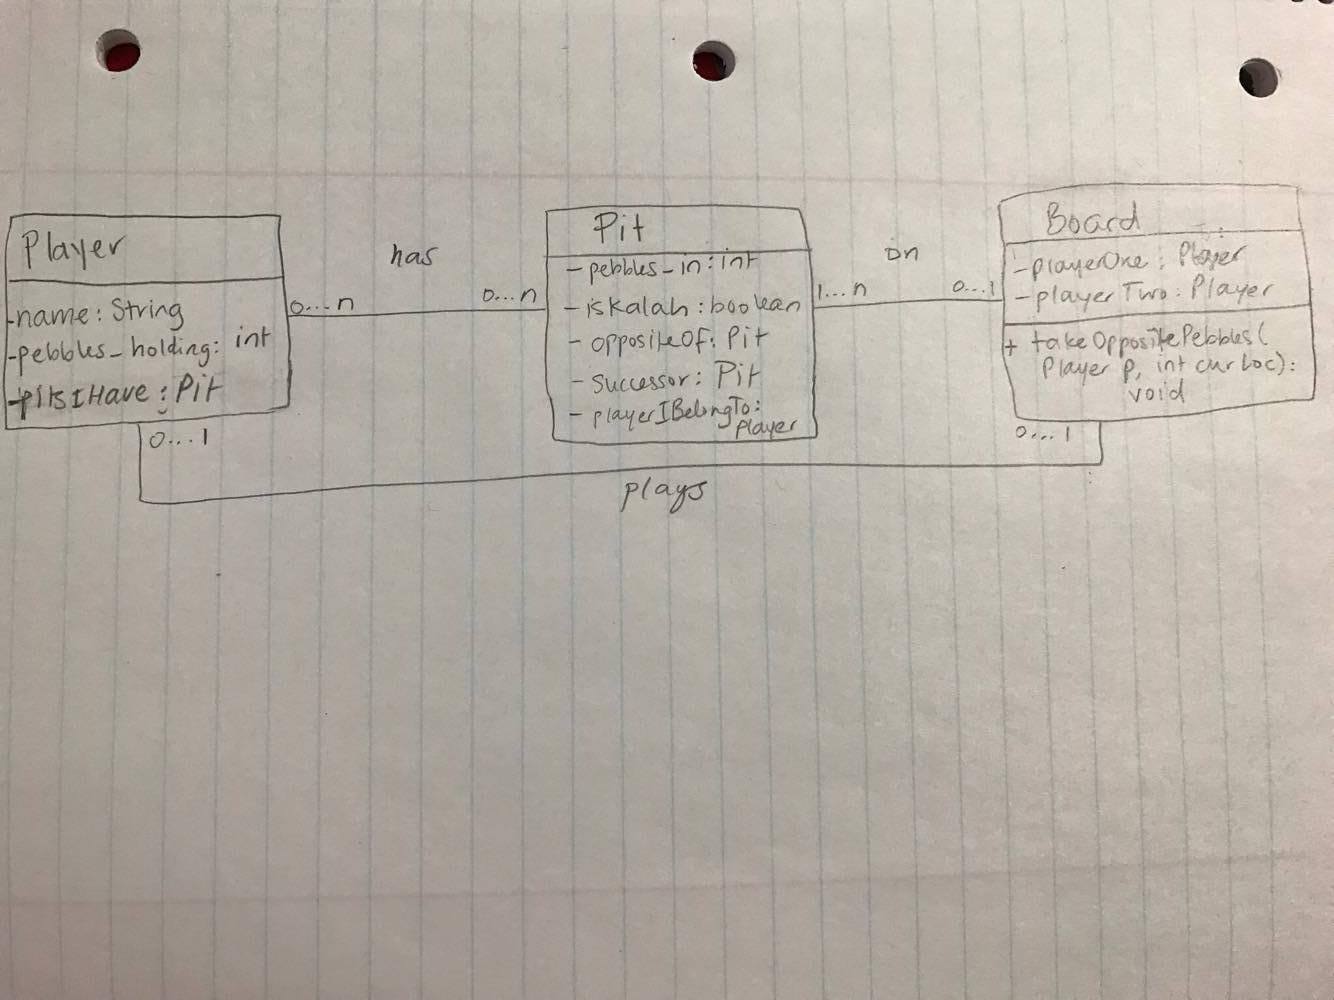 Player
-name: String
-pebbles_holding: int
-pitsIHave: Pit
has
0...n
0...n
Pit
-pebbles_in: int
-isKalah: boolean
-oppositeOf: Pit
-Successor: Pit
-playerIBelongTo:
player
on
1...n
0...1
Board
-playerOne: Player
-playerTwo: Player
+ takeOppositePebbles(
Player p, int curLoc):
void
0...1
0...1
plays